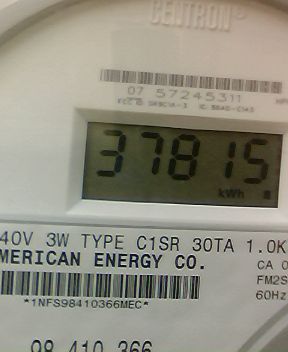 CENTRON®
07 57245311
37815
kWh
40V 3W TYPE C1SR 30TA 1.0K
MERICAN ENERGY CO.
CA 0
FM2S
60Hz
*1NFS98410366MEC*
98 410 366